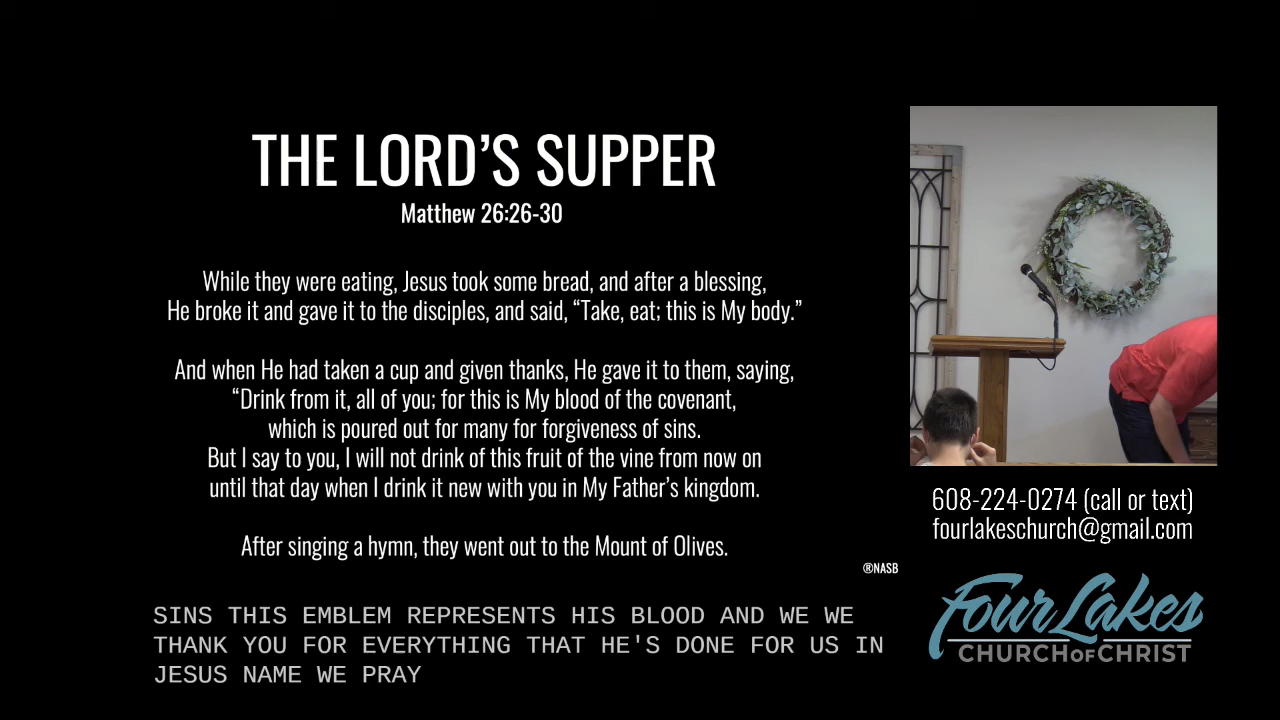 THE LORD’S SUPPER
Matthew 26:26-30
While they were eating, Jesus took some bread, and after a blessing,
He broke it and gave it to the disciples, and said, “Take, eat; this is My body.”
And when He had taken a cup and given thanks, He gave it to them, saying,
“Drink from it, all of you; for this is My blood of the covenant,
which is poured out for many for forgiveness of sins.
But I say to you, I will not drink of this fruit of the vine from now on
until that day when I drink it new with you in My Father’s kingdom.
After singing a hymn, they went out to the Mount of Olives.
®NASB
SINS THIS EMBLEM REPRESENTS HIS BLOOD AND WE WE
THANK YOU FOR EVERYTHING THAT HE'S DONE FOR US IN
JESUS NAME WE PRAY
608-224-0274 (call or text)
fourlakeschurch@gmail.com
Four Lakes
CHURCH OF CHRIST